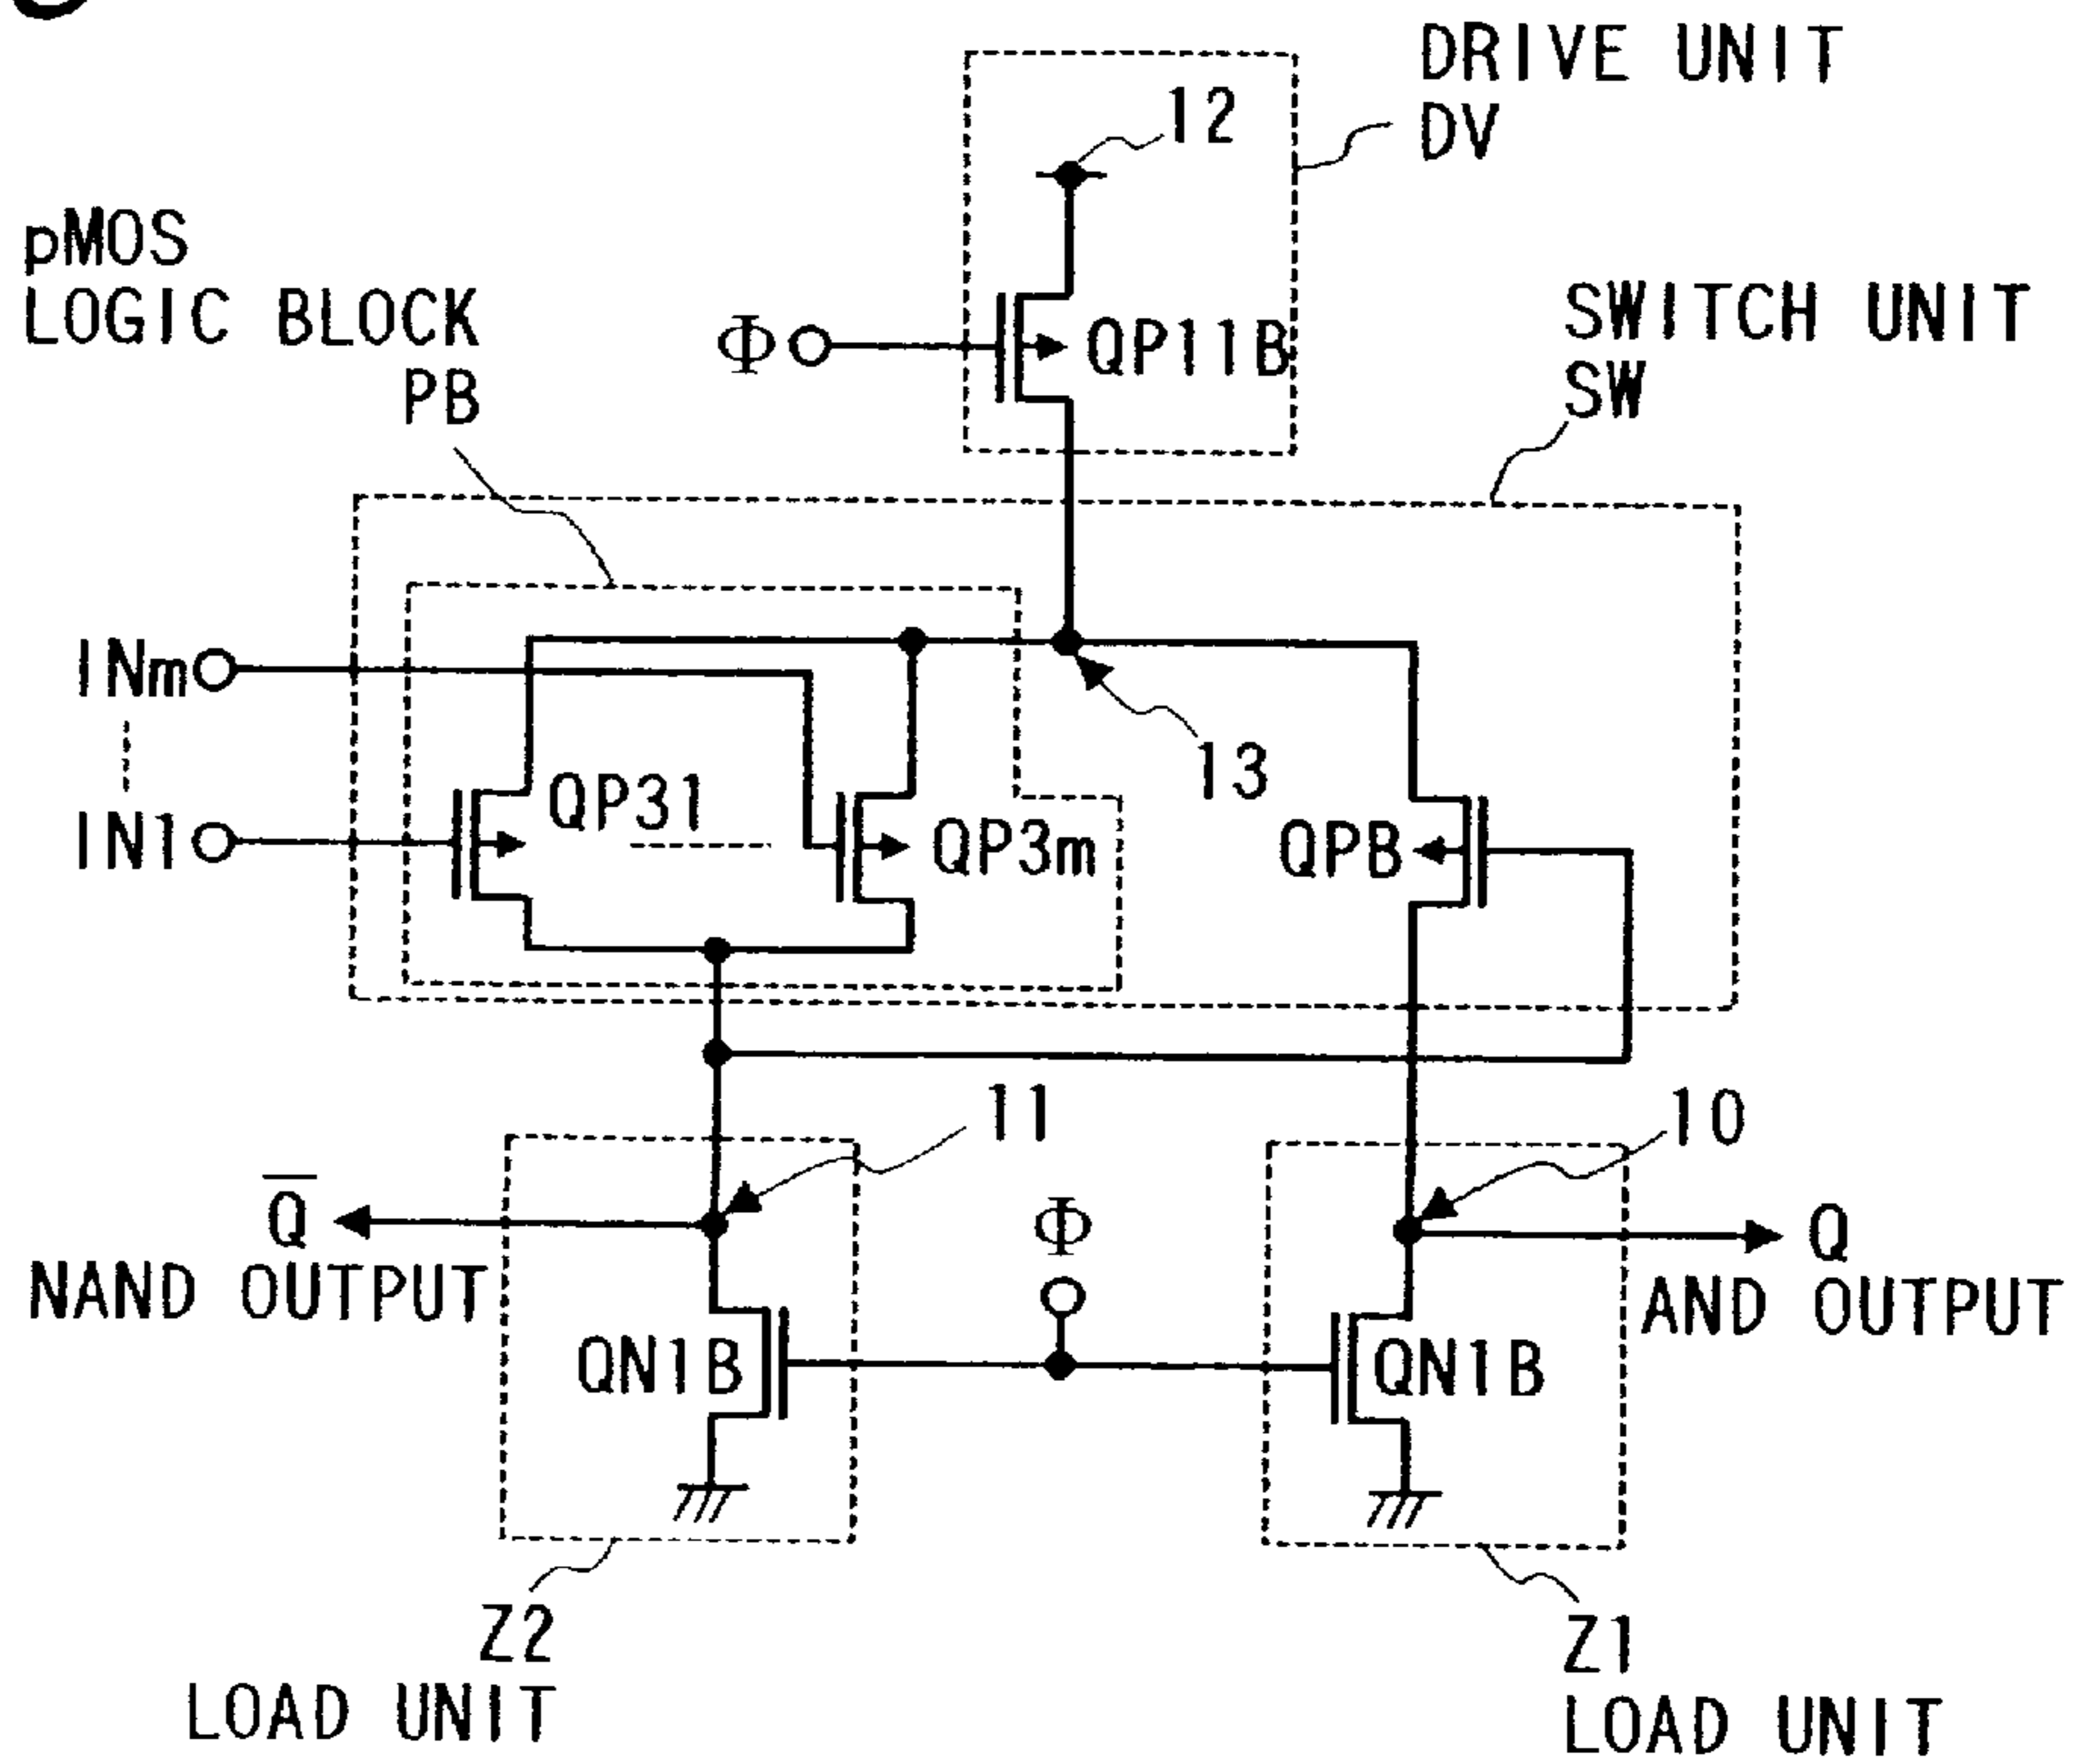 DRIVE UNIT
DV
12
pMOS
LOGIC BLOCK
PB
Φ
QP11B
SWITCH UNIT
SW
INm
13
IN1
QP31
QP3m
QPB
11
10
Q̅
NAND OUTPUT
Φ
Q
AND OUTPUT
QN1B
QN1B
Z2
LOAD UNIT
Z1
LOAD UNIT